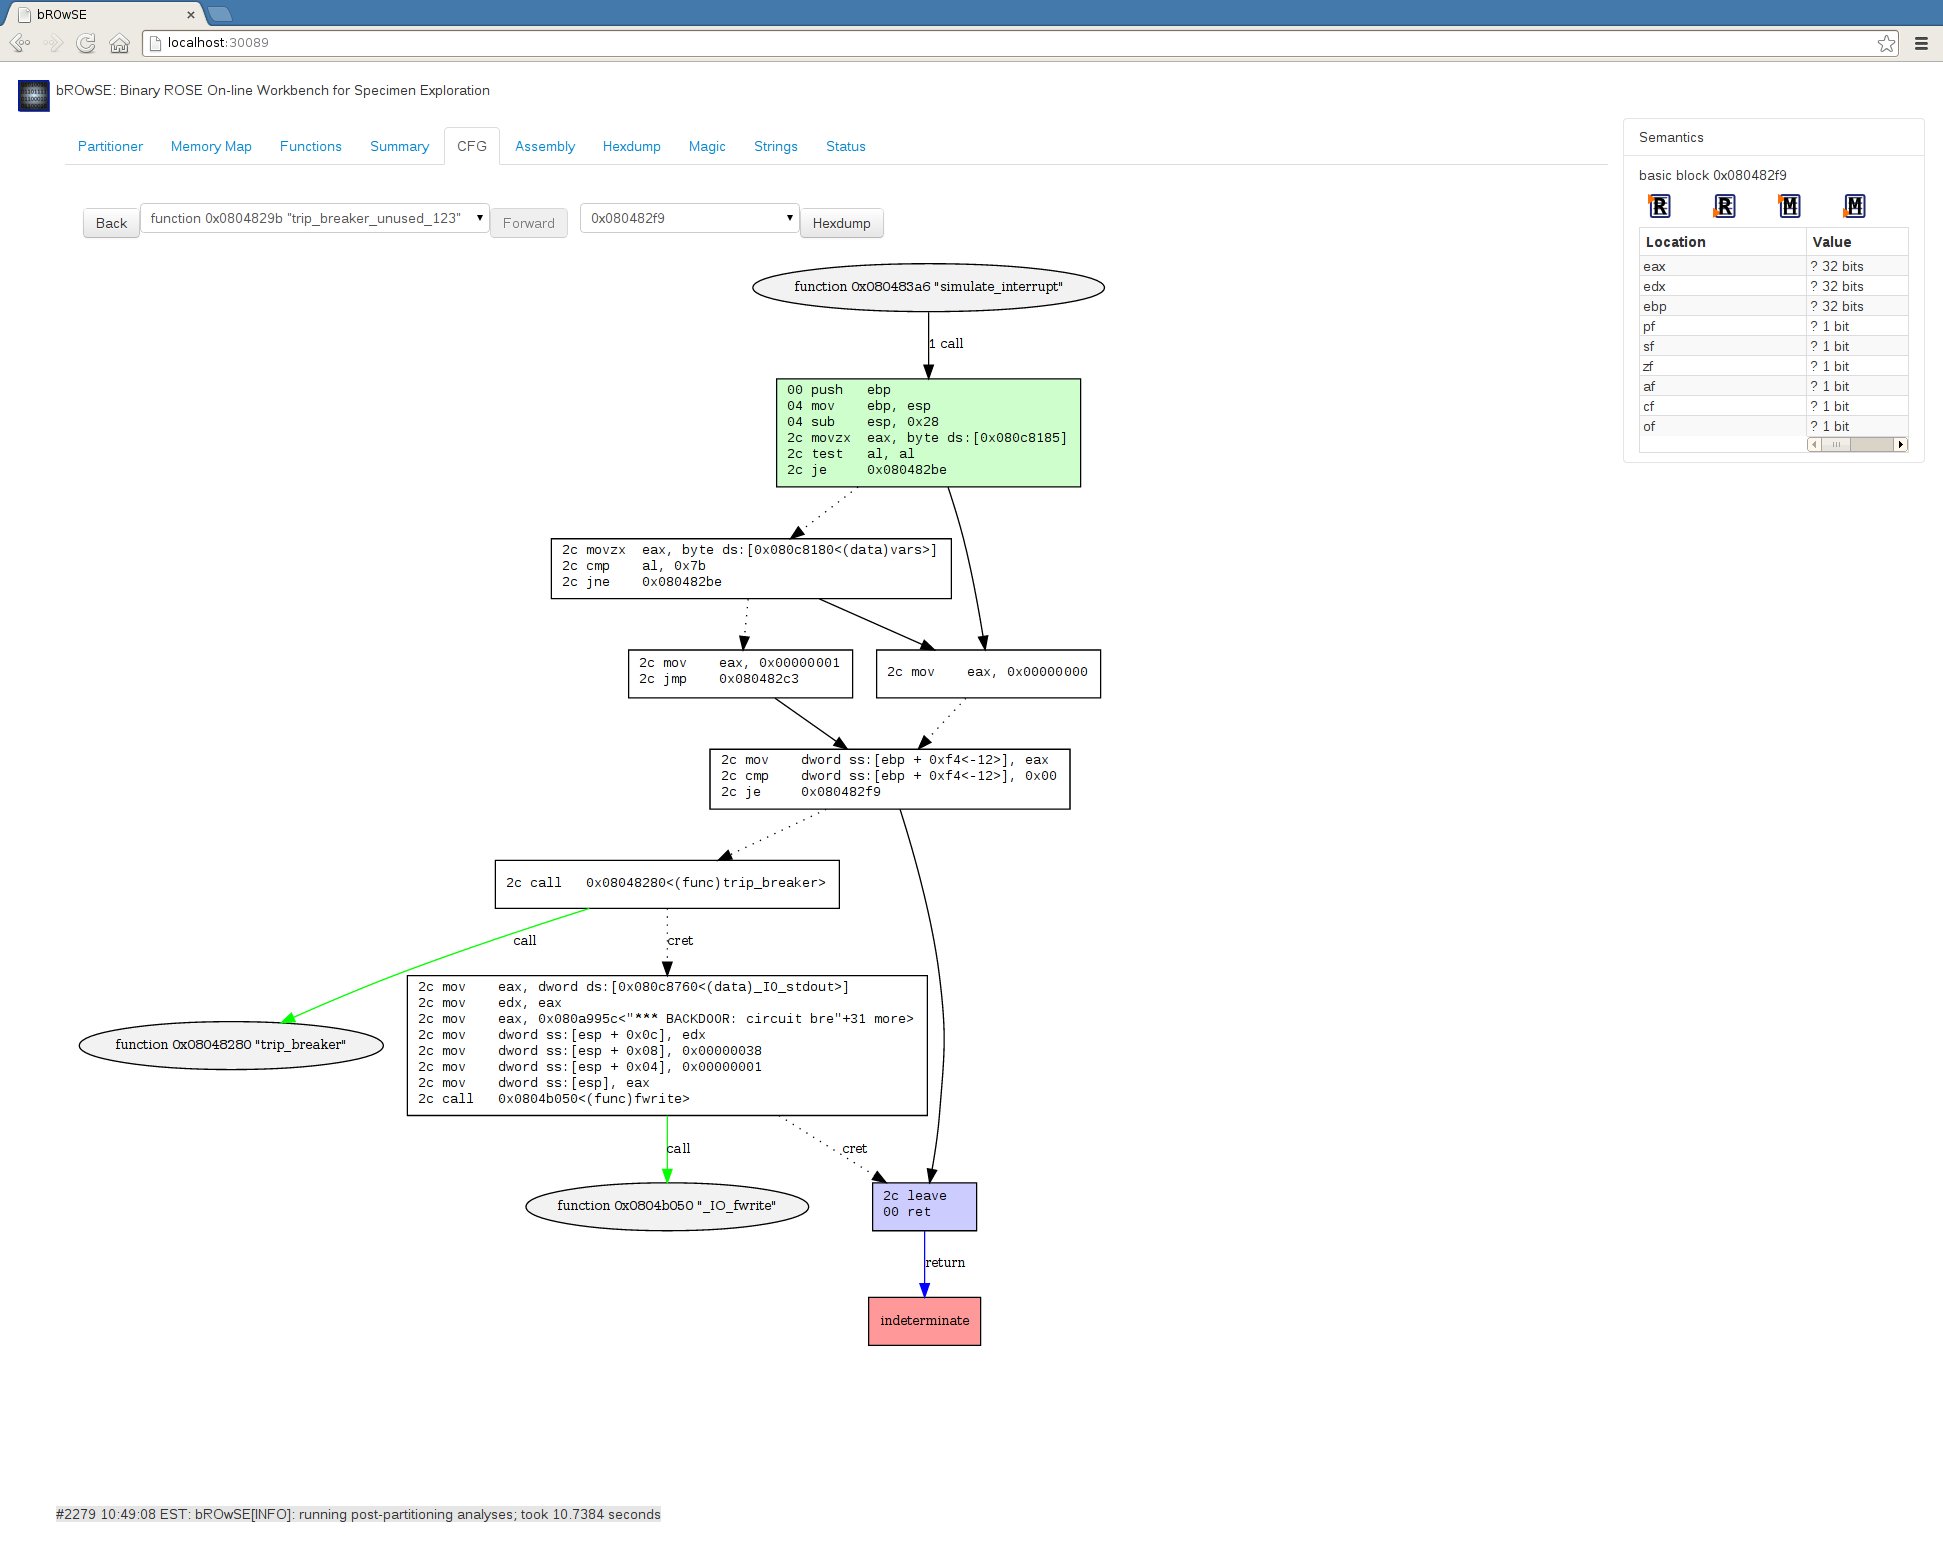 bROwSE
localhost:30089
bROwSE: Binary ROSE On-line Workbench for Specimen Exploration
Partitioner Memory Map Functions Summary CFG Assembly Hexdump Magic Strings Status
Back function 0x0804829b "trip_breaker_unused_123" Forward 0x080482f9 Hexdump
function 0x080483a6 "simulate_interrupt"
1 call
00 push ebp
04 mov ebp, esp
04 sub esp, 0x28
2c movzx eax, byte ds:[0x080c8185]
2c test al, al
2c je 0x080482be
2c movzx eax, byte ds:[0x080c8180<(data)vars>]
2c cmp al, 0x7b
2c jne 0x080482be
2c mov eax, 0x00000001
2c jmp 0x080482c3
2c mov eax, 0x00000000
2c mov dword ss:[ebp + 0xf4<-12>], eax
2c cmp dword ss:[ebp + 0xf4<-12>], 0x00
2c je 0x080482f9
2c call 0x08048280<(func)trip_breaker>
call
cret
2c mov eax, dword ds:[0x080c8760<(data)_IO_stdout>]
2c mov edx, eax
2c mov eax, 0x080a995c<"*** BACKDOOR: circuit bre"+31 more>
2c mov dword ss:[esp + 0x0c], edx
2c mov dword ss:[esp + 0x08], 0x00000038
2c mov dword ss:[esp + 0x04], 0x00000001
2c mov dword ss:[esp], eax
2c call 0x0804b050<(func)fwrite>
function 0x08048280 "trip_breaker"
call
cret
function 0x0804b050 "_IO_fwrite"
2c leave
00 ret
return
indeterminate
Semantics
basic block 0x080482f9
R R M M
Location Value
eax ? 32 bits
edx ? 32 bits
ebp ? 32 bits
pf ? 1 bit
sf ? 1 bit
zf ? 1 bit
af ? 1 bit
cf ? 1 bit
of ? 1 bit
#2279 10:49:08 EST: bROwSE[INFO]: running post-partitioning analyses; took 10.7384 seconds